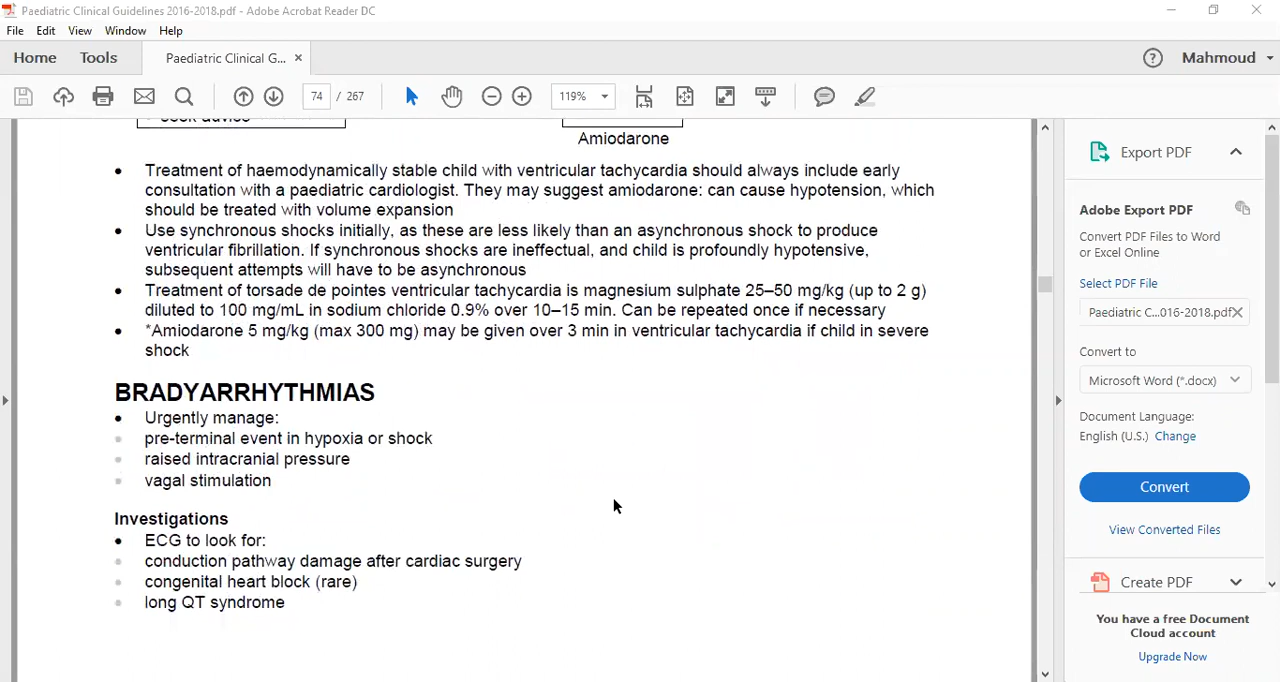 Paediatric Clinical Guidelines 2016-2018.pdf - Adobe Acrobat Reader DC
File Edit View Window Help
Home Tools Paediatric Clinical G... × ? Mahmoud
74 / 267 119%
seek advise
Amiodarone
• Treatment of haemodynamically stable child with ventricular tachycardia should always include early
consultation with a paediatric cardiologist. They may suggest amiodarone: can cause hypotension, which
should be treated with volume expansion
• Use synchronous shocks initially, as these are less likely than an asynchronous shock to produce
ventricular fibrillation. If synchronous shocks are ineffectual, and child is profoundly hypotensive,
subsequent attempts will have to be asynchronous
• Treatment of torsade de pointes ventricular tachycardia is magnesium sulphate 25–50 mg/kg (up to 2 g)
diluted to 100 mg/mL in sodium chloride 0.9% over 10–15 min. Can be repeated once if necessary
• *Amiodarone 5 mg/kg (max 300 mg) may be given over 3 min in ventricular tachycardia if child in severe
shock
BRADYARRHYTHMIAS
• Urgently manage:
• pre-terminal event in hypoxia or shock
• raised intracranial pressure
• vagal stimulation
Investigations
• ECG to look for:
• conduction pathway damage after cardiac surgery
• congenital heart block (rare)
• long QT syndrome
Export PDF
Adobe Export PDF
Convert PDF Files to Word
or Excel Online
Select PDF File
Paediatric C...016-2018.pdf
Convert to
Microsoft Word (*.docx)
Document Language:
English (U.S.) Change
Convert
View Converted Files
Create PDF
You have a free Document
Cloud account
Upgrade Now